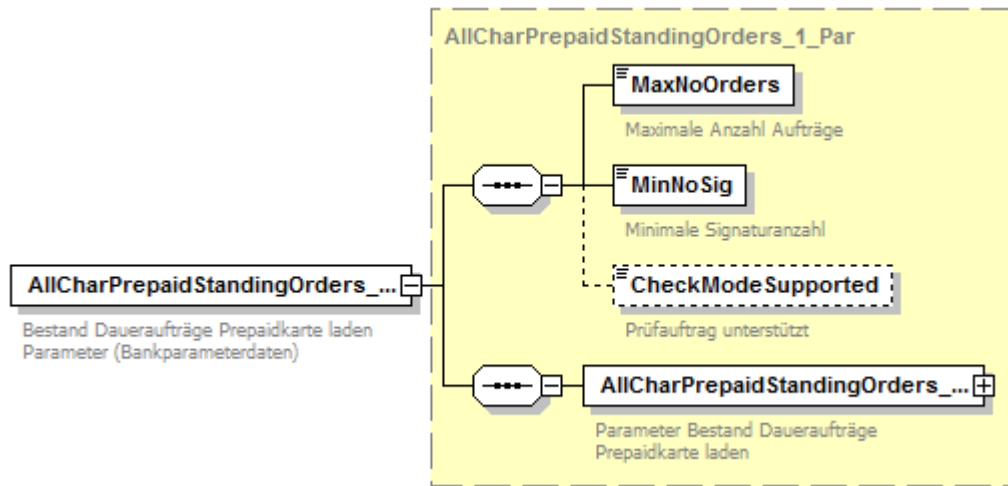 AllCharPrepaidStandingOrders_1_Par
MaxNoOrders
Maximale Anzahl Aufträge
MinNoSig
Minimale Signaturanzahl
AllCharPrepaidStandingOrders_...
Bestand Daueraufträge Prepaidkarte laden
Parameter (Bankparameterdaten)
CheckModeSupported
Prüfauftrag unterstützt
AllCharPrepaidStandingOrders_...
Parameter Bestand Daueraufträge
Prepaidkarte laden